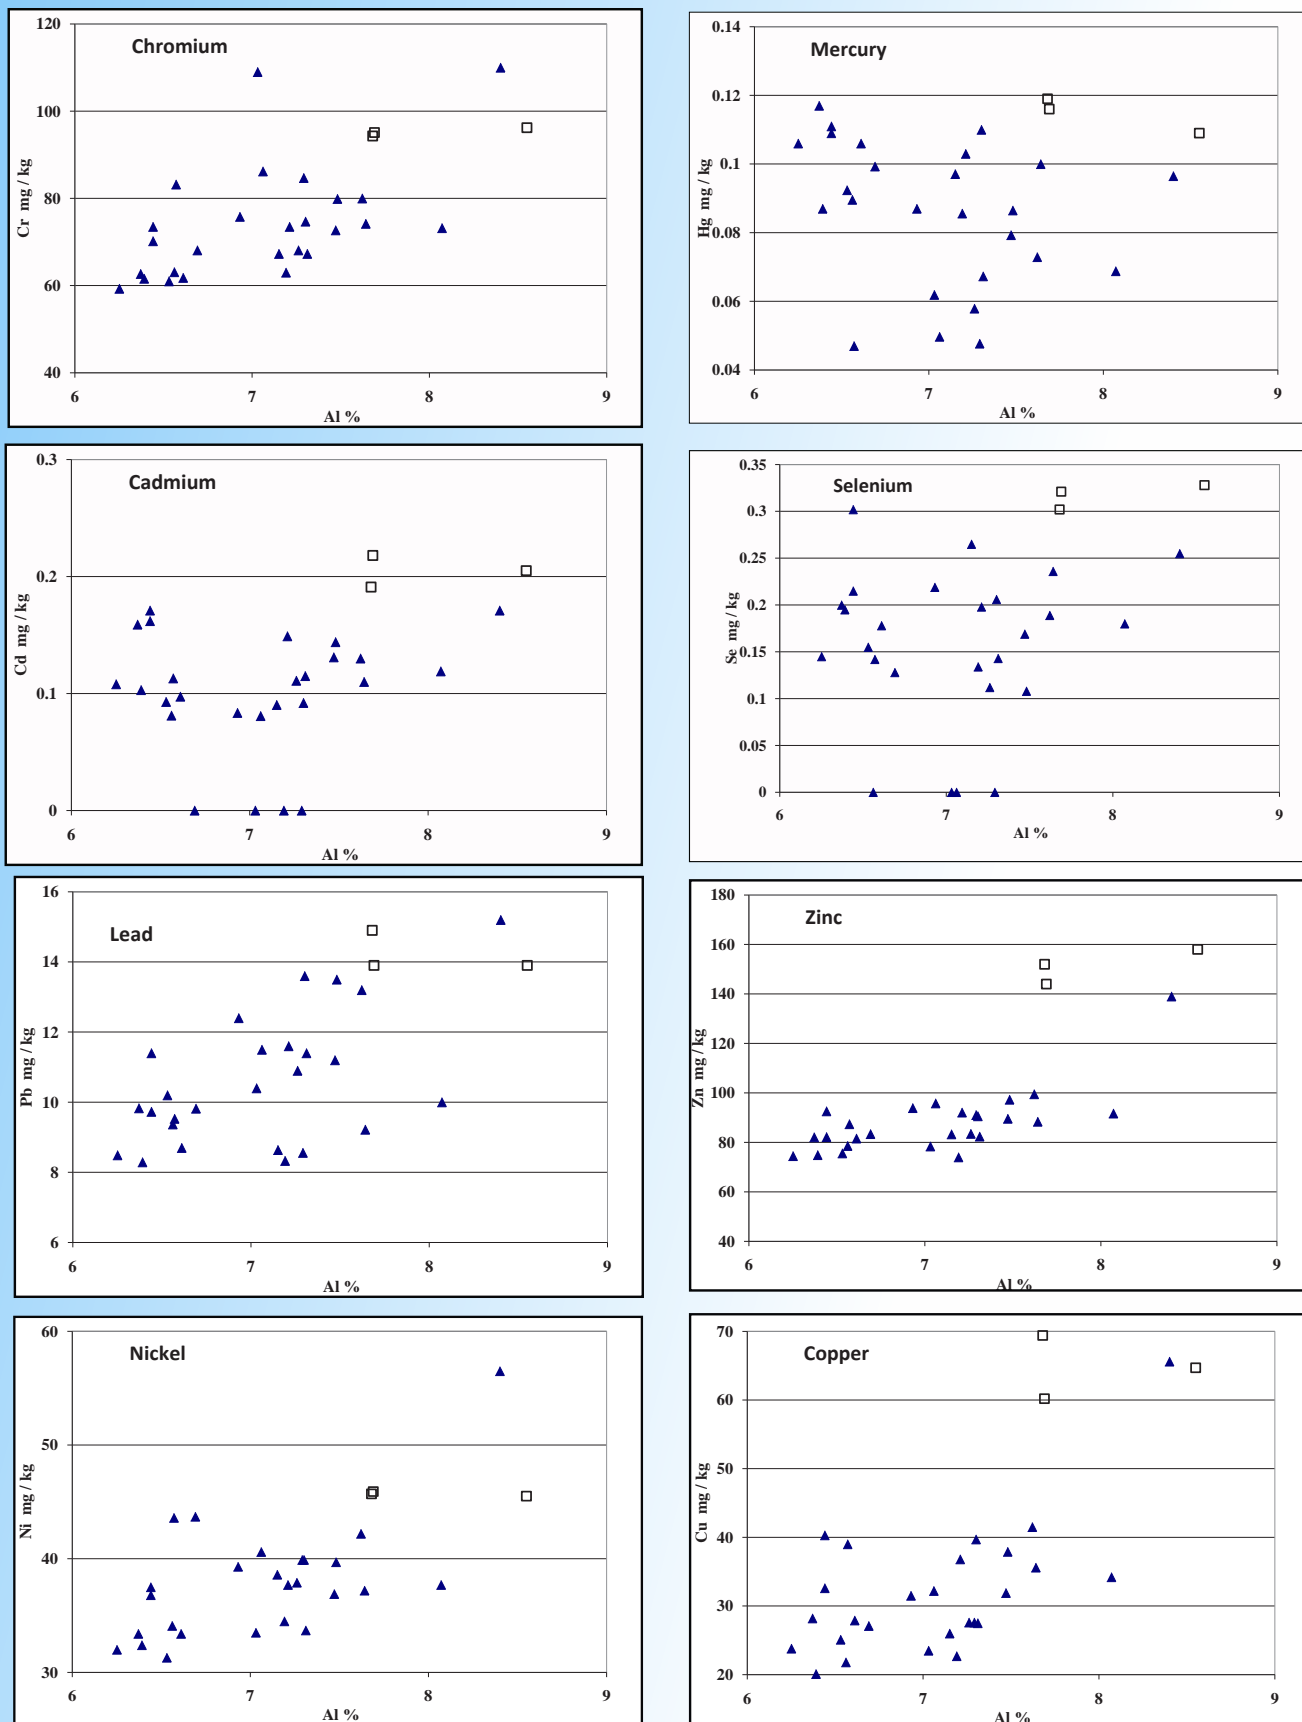 Chromium
120
100
80
60
40
Cr mg / kg
6 7 8 9
Al %
Mercury
0.14
0.12
0.1
0.08
0.06
0.04
Hg mg / kg
6 7 8 9
Al %
Cadmium
0.3
0.2
0.1
0
Cd mg / kg
6 7 8 9
Al %
Selenium
0.35
0.3
0.25
0.2
0.15
0.1
0.05
0
Se mg / kg
6 7 8 9
Al %
Lead
16
14
12
10
8
6
Pb mg / kg
6 7 8 9
Al %
Zinc
180
160
140
120
100
80
60
40
Zn mg / kg
6 7 8 9
Al %
Nickel
60
50
40
30
Ni mg / kg
6 7 8 9
Al %
Copper
70
60
50
40
30
20
Cu mg / kg
6 7 8 9
Al %